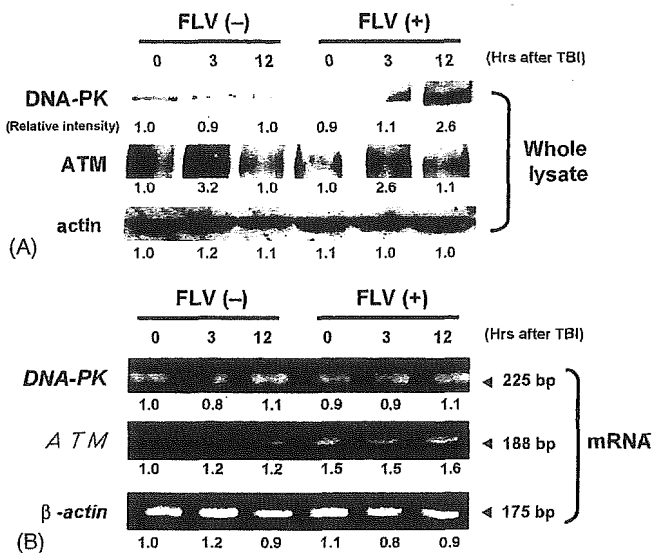 FLV (–) FLV (+)
0 3 12 0 3 12 (Hrs after TBI)
DNA-PK
(Relative intensity) 1.0 0.9 1.0 0.9 1.1 2.6
ATM
1.0 3.2 1.0 1.0 2.6 1.1
Whole
lysate
actin
1.0 1.2 1.1 1.1 1.0 1.0
(A)
FLV (–) FLV (+)
0 3 12 0 3 12 (Hrs after TBI)
DNA-PK 225 bp
1.0 0.8 1.1 0.9 0.9 1.1
ATM 188 bp mRNA
1.0 1.2 1.2 1.5 1.5 1.6
β-actin 175 bp
1.0 1.2 0.9 1.1 0.8 0.9
(B)